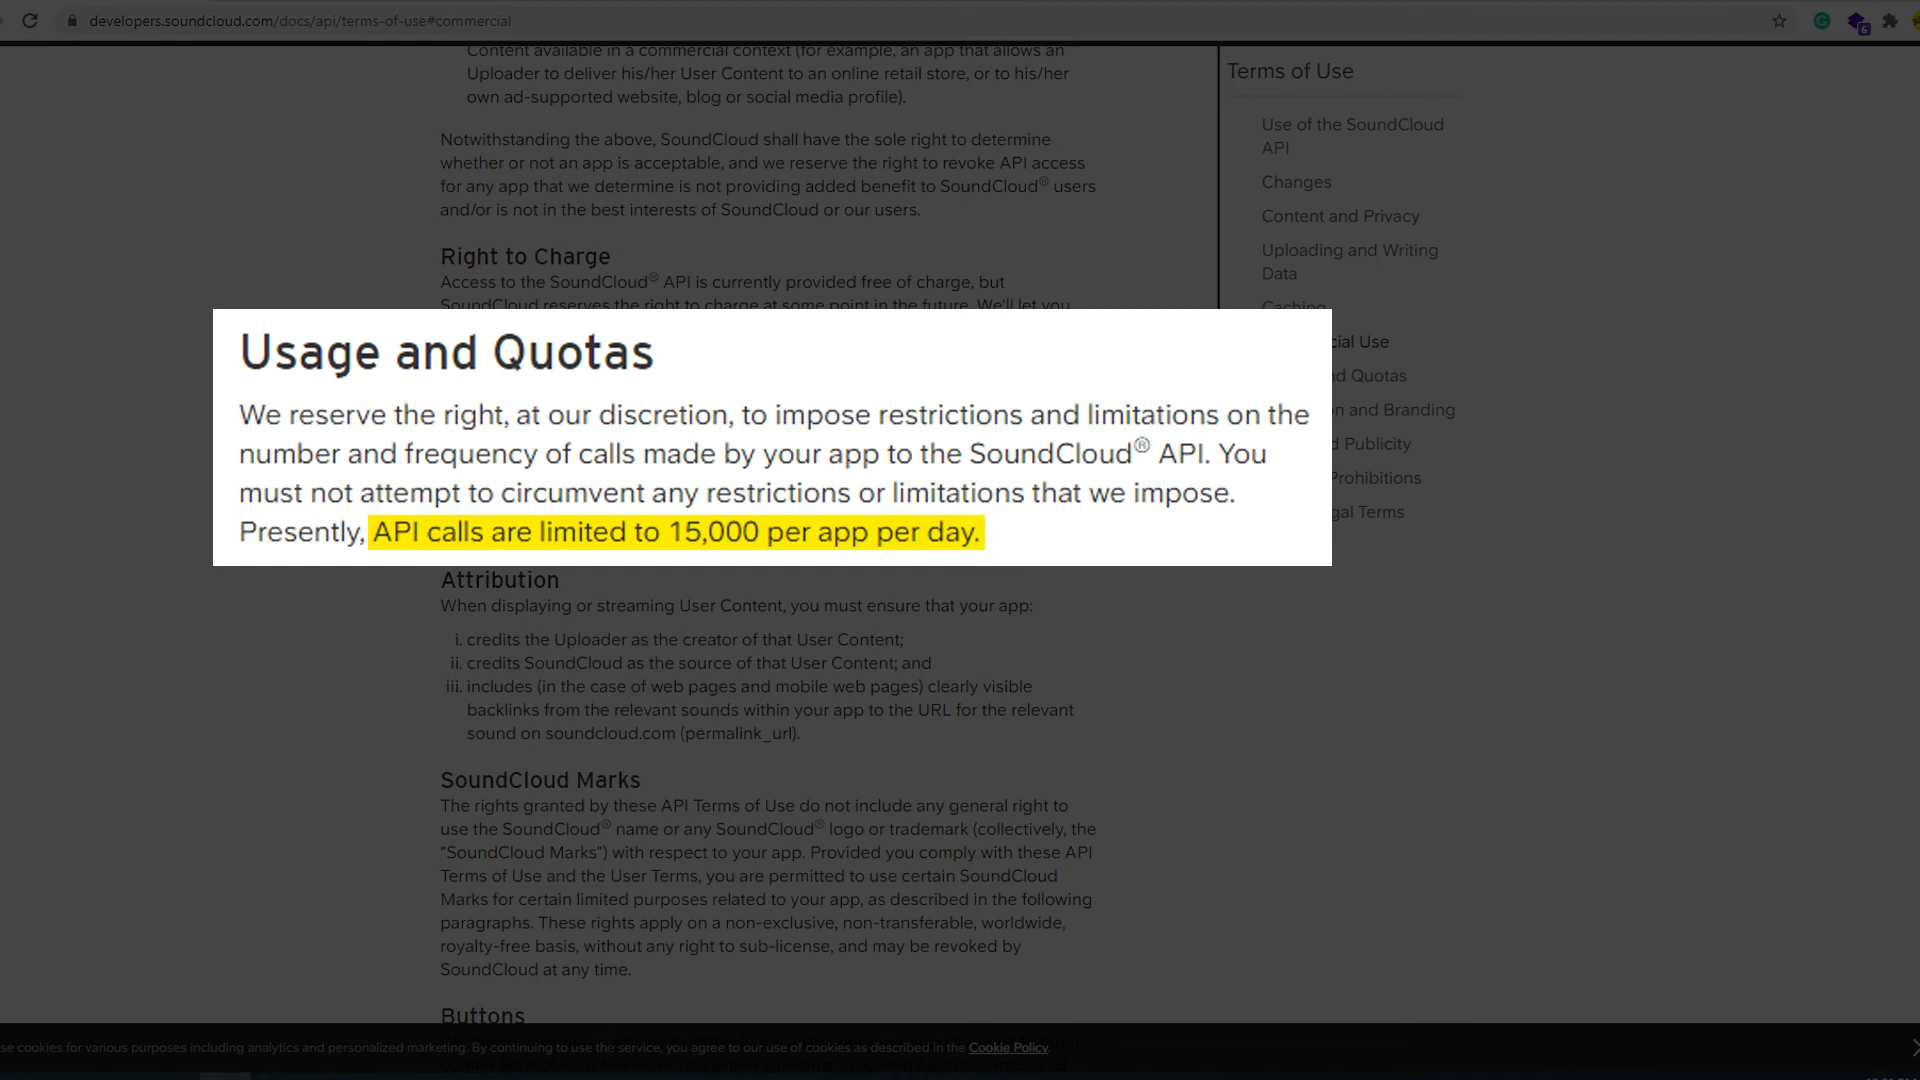 developers.soundcloud.com/docs/api/terms-of-use#commercial
6
Content available in a commercial context (for example, an app that allows an
Uploader to deliver his/her User Content to an online retail store, or to his/her
own ad-supported website, blog or social media profile).
Notwithstanding the above, SoundCloud shall have the sole right to determine
whether or not an app is acceptable, and we reserve the right to revoke API access
for any app that we determine is not providing added benefit to SoundCloud® users
and/or is not in the best interests of SoundCloud or our users.
Right to Charge
Access to the SoundCloud® API is currently provided free of charge, but
SoundCloud reserves the right to charge at some point in the future. We'll let you
Usage and Quotas
We reserve the right, at our discretion, to impose restrictions and limitations on the
number and frequency of calls made by your app to the SoundCloud® API. You
must not attempt to circumvent any restrictions or limitations that we impose.
Presently, API calls are limited to 15,000 per app per day.
Attribution
When displaying or streaming User Content, you must ensure that your app:
i. credits the Uploader as the creator of that User Content;
ii. credits SoundCloud as the source of that User Content; and
iii. includes (in the case of web pages and mobile web pages) clearly visible
backlinks from the relevant sounds within your app to the URL for the relevant
sound on soundcloud.com (permalink_url).
SoundCloud Marks
The rights granted by these API Terms of Use do not include any general right to
use the SoundCloud® name or any SoundCloud® logo or trademark (collectively, the
"SoundCloud Marks") with respect to your app. Provided you comply with these API
Terms of Use and the User Terms, you are permitted to use certain SoundCloud
Marks for certain limited purposes related to your app, as described in the following
paragraphs. These rights apply on a non-exclusive, non-transferable, worldwide,
royalty-free basis, without any right to sub-license, and may be revoked by
SoundCloud at any time.
Buttons
Terms of Use
Use of the SoundCloud
API
Changes
Content and Privacy
Uploading and Writing
Data
Caching
cial Use
nd Quotas
n and Branding
d Publicity
Prohibitions
gal Terms
se cookies for various purposes including analytics and personalized marketing. By continuing to use the service, you agree to our use of cookies as described in the Cookie Policy.